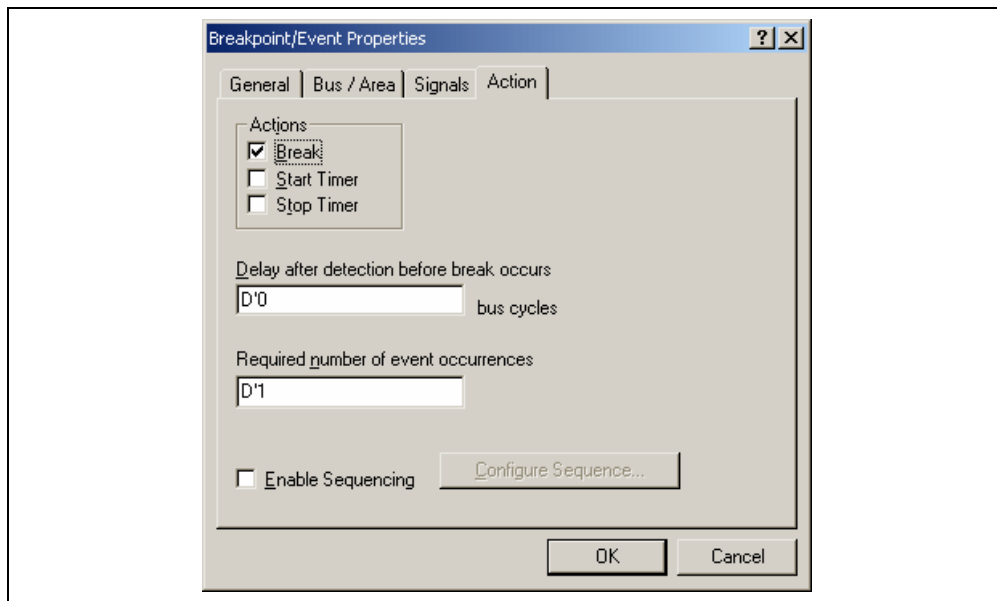 Breakpoint/Event Properties
General Bus / Area Signals Action
Actions
Break
Start Timer
Stop Timer
Delay after detection before break occurs
D'0
bus cycles
Required number of event occurrences
D'1
Enable Sequencing Configure Sequence...
OK Cancel